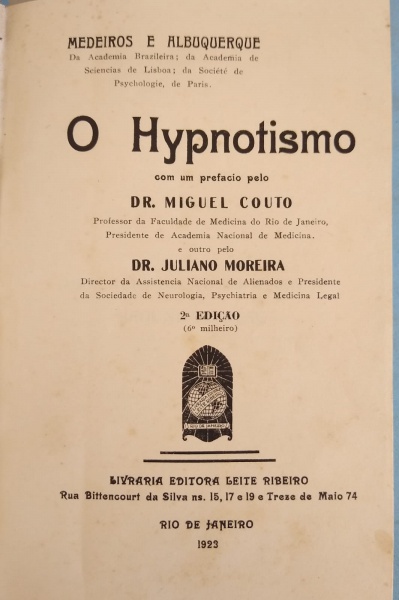 MEDEIROS E ALBUQUERQUE
Da Academia Brazileira; da Academia de
Sciencias de Lisboa; da Société de
Psychologie, de Paris.
O Hypnotismo
com um prefacio pelo
DR. MIGUEL COUTO
Professor da Faculdade de Medicina do Rio de Janeiro,
Presidente de Academia Nacional de Medicina.
e outro pelo
DR. JULIANO MOREIRA
Director da Assistencia Nacional de Alienados e Presidente
da Sociedade de Neurologia, Psychiatria e Medicina Legal
2ª EDIÇÃO
(6º milheiro)
LIVRARIA EDITORA LEITE RIBEIRO
Rua Bittencourt da Silva ns. 15, 17 e 19 e Treze de Maio 74
RIO DE JANEIRO
1923